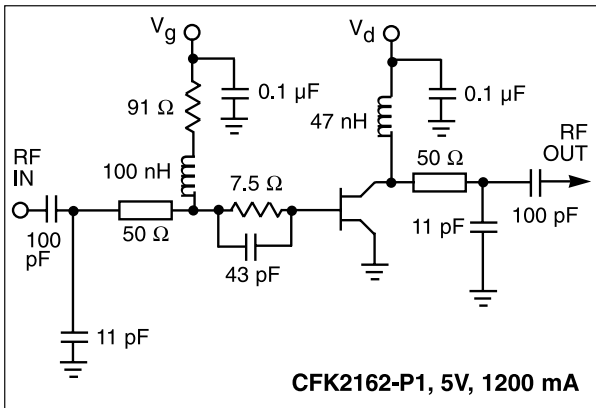 Vg
Vd
0.1 µF
0.1 µF
91 Ω
47 nH
RF
OUT
RF
IN
100 nH
7.5 Ω
50 Ω
100
pF
50 Ω
43 pF
11 pF
100 pF
11 pF
CFK2162-P1, 5V, 1200 mA